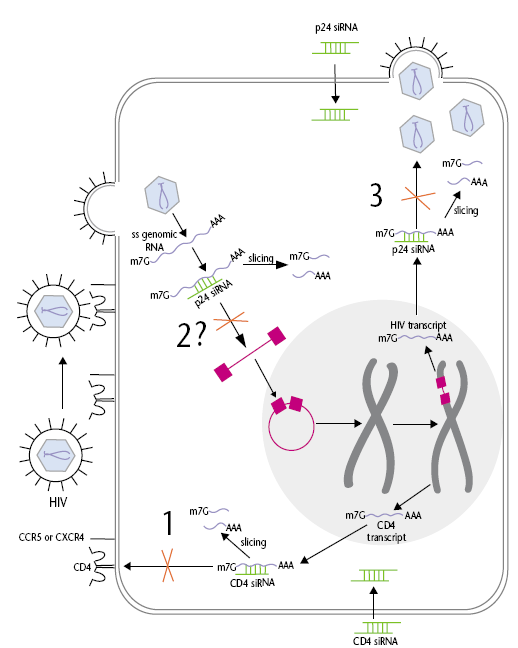 p24 siRNA
3
m7G
AAA
slicing
m7G
AAA
p24 siRNA
ss genomic
RNA
AAA
m7G
AAA
slicing
m7G
AAA
m7G
p24 siRNA
2?
HIV transcript
m7G
AAA
HIV
1
m7G
AAA
slicing
m7G
AAA
CD4
transcript
CCR5 or CXCR4
CD4
m7G
AAA
CD4 siRNA
CD4 siRNA